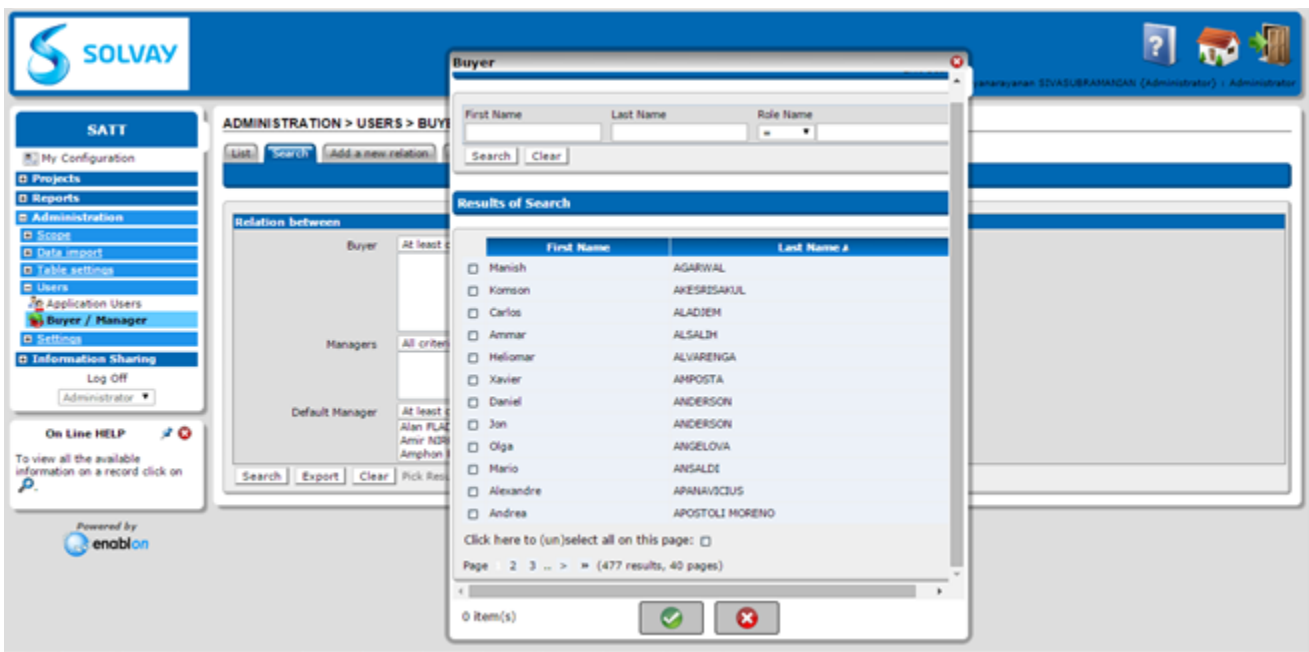 SOLVAY
?
yanarayanan SIVASUBRAMANIAN (Administrator) : Administrator
SATT
My Configuration
Projects
Reports
Administration
Scope
Data import
Table settings
Users
Application Users
Buyer / Manager
Settings
Information Sharing
Log Off
Administrator
On Line HELP
To view all the available
information on a record click on
Powered by
enablon
ADMINISTRATION > USERS > BUYE
List Search Add a new relation
Relation between
Buyer At least
Managers All criter
Default Manager At least
Alan FLAD
Amir
Amphon
Search Export Clear Pick Resu
Buyer
First Name Last Name Role Name
=
Search Clear
Results of Search
First Name Last Name
Manish AGARWAL
Komson AKESRISAKUL
Carlos ALADJEM
Ammar ALSALIH
Heliomar ALVARENGA
Xavier AMPOSTA
Daniel ANDERSON
Jon ANDERSON
Olga ANGELOVA
Mario ANSALDI
Alexandre APANAVICIUS
Andrea APOSTOLI MORENO
Click here to (un)select all on this page:
Page 1 2 3 .. > » (477 results, 40 pages)
0 item(s)